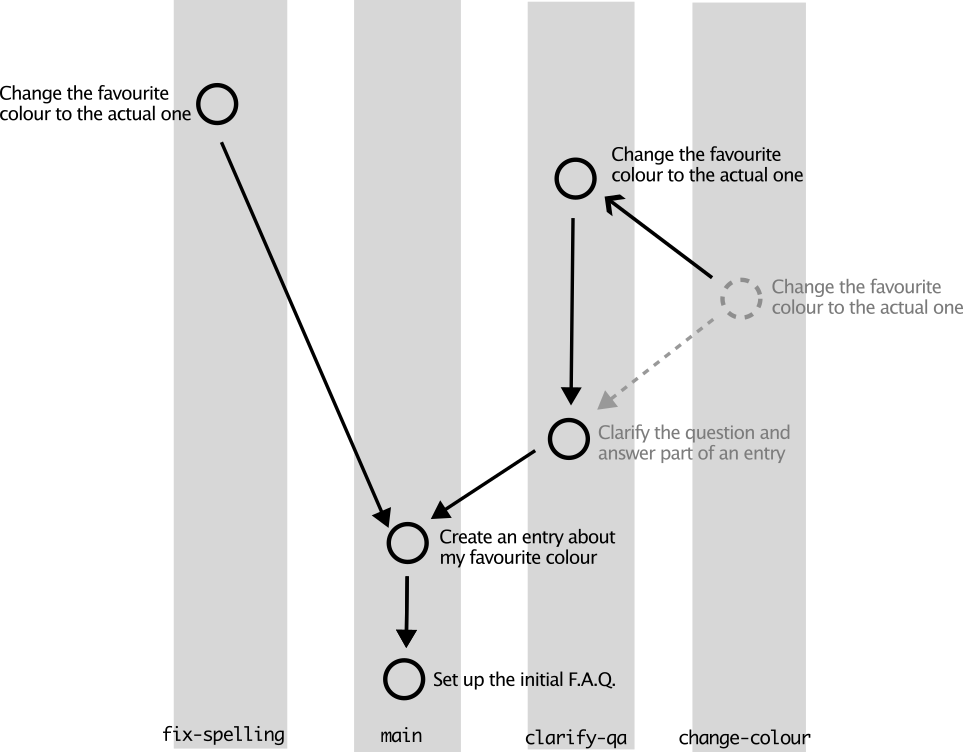 Change the favourite
colour to the actual one
Change the favourite
colour to the actual one
Change the favourite
colour to the actual one
Clarify the question and
answer part of an entry
Create an entry about
my favourite colour
Set up the initial F.A.Q.
fix-spelling
main
clarify-qa
change-colour